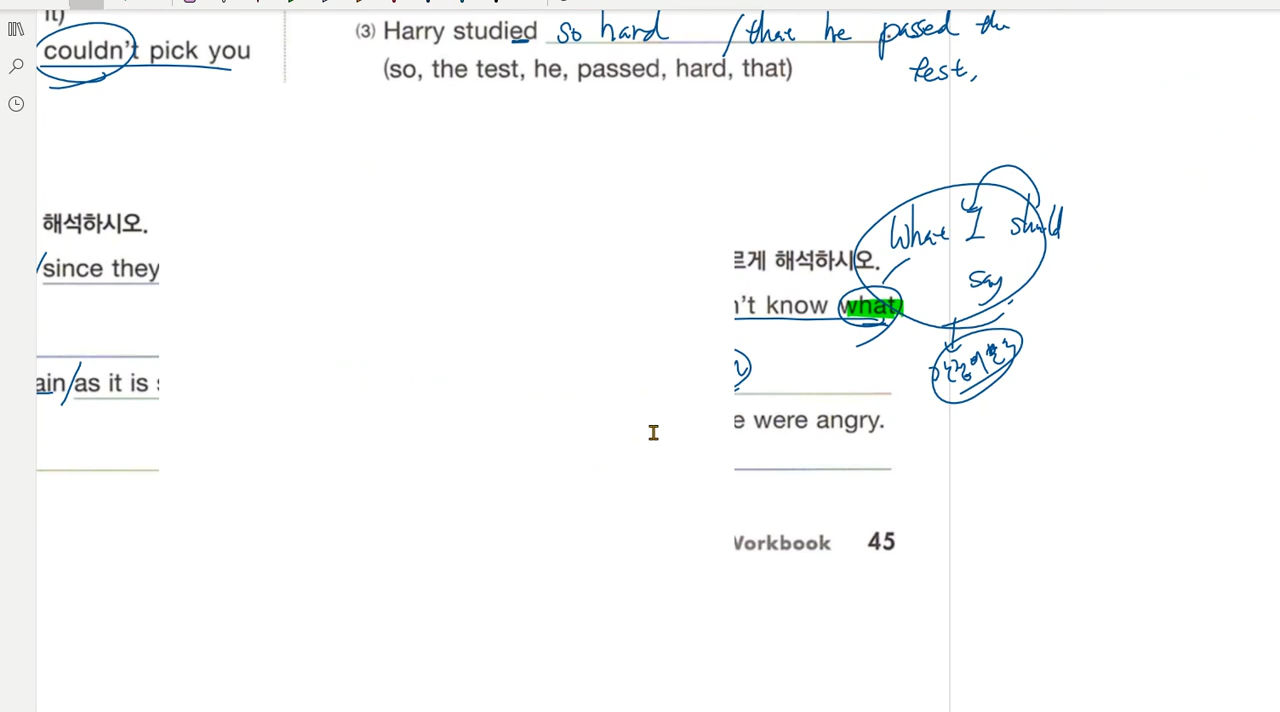 it)
couldn't pick you
(3) Harry studied so hard / that he passed the
test,
(so, the test, he, passed, hard, that)
해석하시오.
/since they
ain/as it is s
What I should
say
르게 해석하시오.
n't know what
e were angry.
Workbook 45